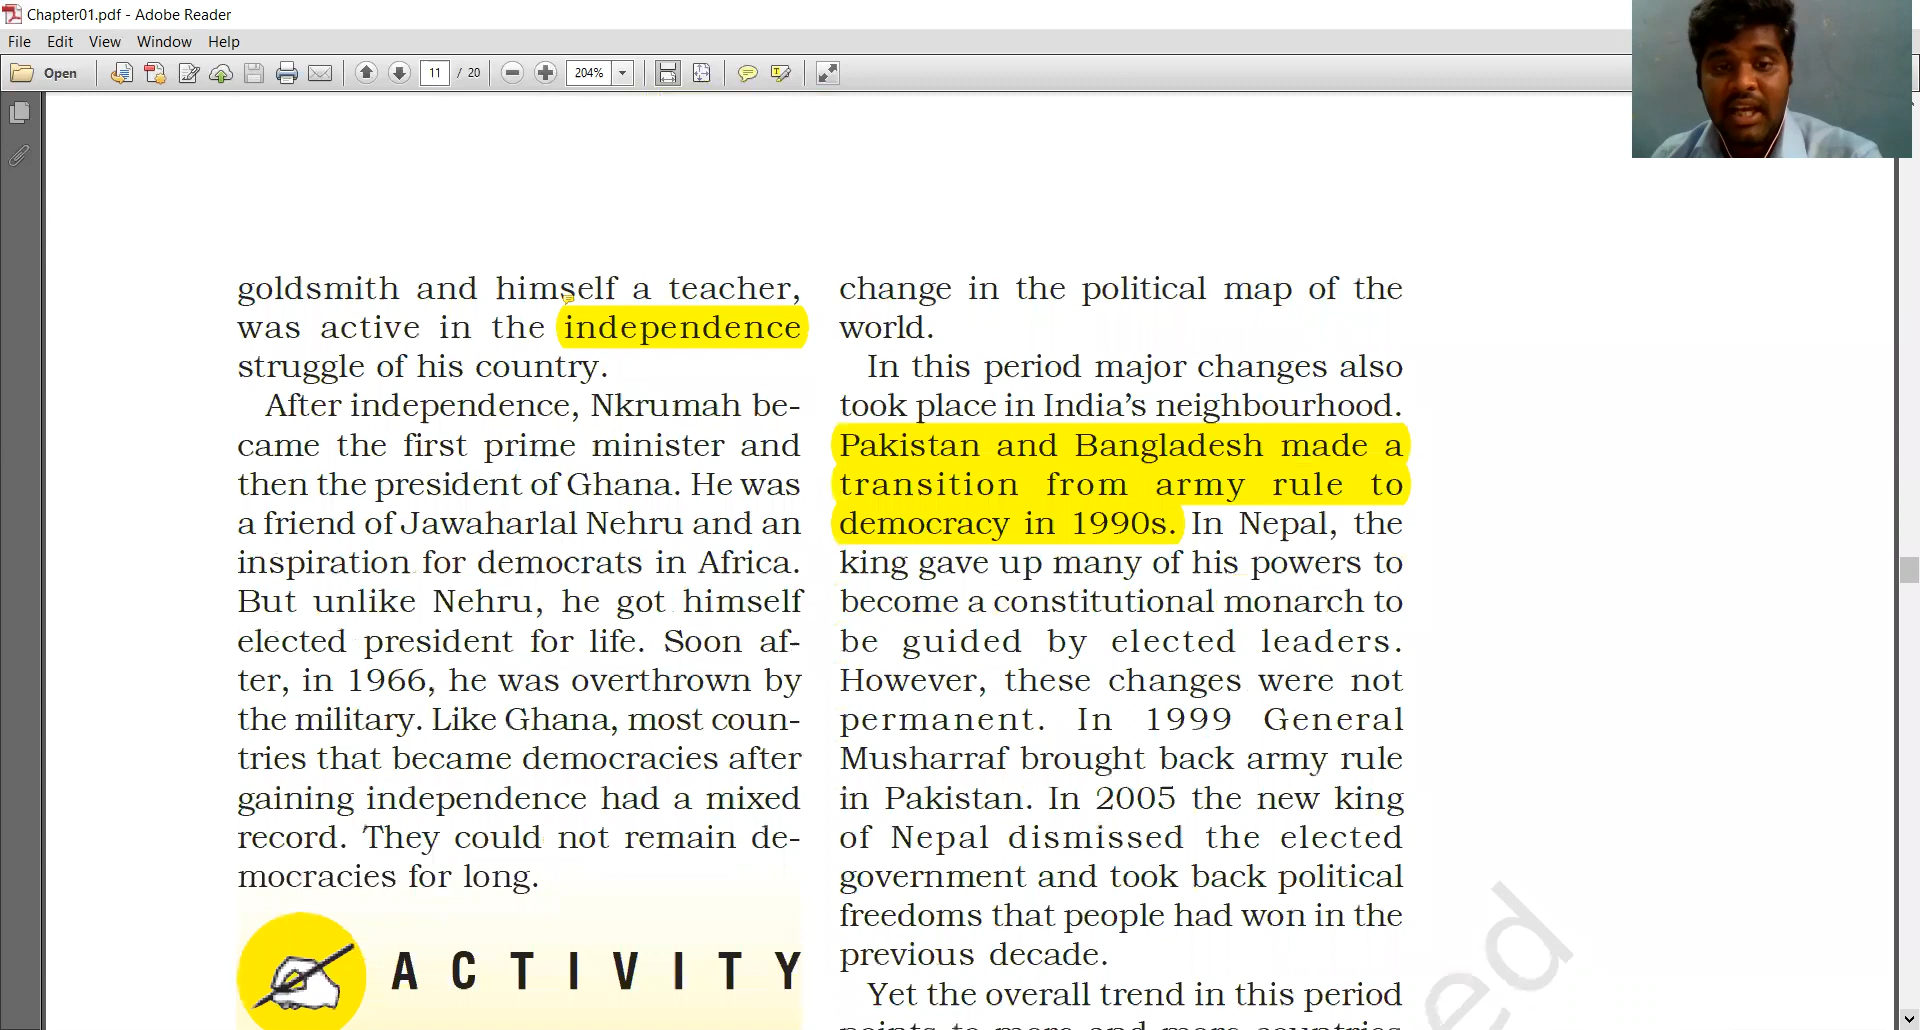 Chapter01.pdf - Adobe Reader
File Edit View Window Help
Open 11 / 20 204%
goldsmith and himself a teacher,
was active in the independence
struggle of his country.
After independence, Nkrumah be-
came the first prime minister and
then the president of Ghana. He was
a friend of Jawaharlal Nehru and an
inspiration for democrats in Africa.
But unlike Nehru, he got himself
elected president for life. Soon af-
ter, in 1966, he was overthrown by
the military. Like Ghana, most coun-
tries that became democracies after
gaining independence had a mixed
record. They could not remain de-
mocracies for long.
ACTIVITY
change in the political map of the
world.
In this period major changes also
took place in India's neighbourhood.
Pakistan and Bangladesh made a
transition from army rule to
democracy in 1990s. In Nepal, the
king gave up many of his powers to
become a constitutional monarch to
be guided by elected leaders.
However, these changes were not
permanent. In 1999 General
Musharraf brought back army rule
in Pakistan. In 2005 the new king
of Nepal dismissed the elected
government and took back political
freedoms that people had won in the
previous decade.
Yet the overall trend in this period
points to more and more countries
ed